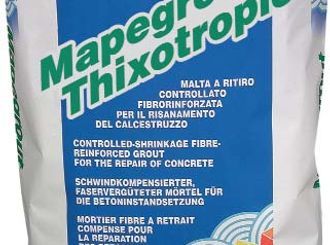 Mapegrout
Thixotropic
MALTA A RITIRO
CONTROLLATO
FIBRORINFORZATA
PER IL RISANAMENTO
DEL CALCESTRUZZO
CONTROLLED-SHRINKAGE FIBRE-
REINFORCED GROUT
FOR THE REPAIR OF CONCRETE
SCHWINDKOMPENSIERTER,
FASERVERGÜTETER MÖRTEL FÜR
DIE BETONINSTANDSETZUNG
MORTIER FIBRE A RETRAIT
COMPENSE POUR
LA REPARATION